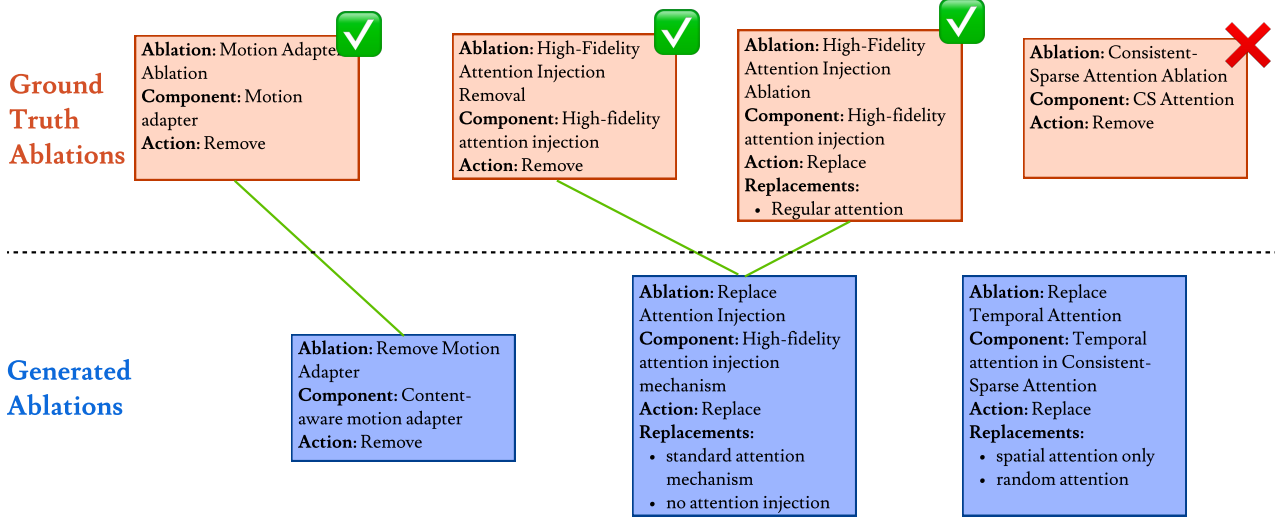 Ground
Truth
Ablations
Ablation: Motion Adapter
Ablation
Component: Motion
adapter
Action: Remove
Ablation: High-Fidelity
Attention Injection
Removal
Component: High-fidelity
attention injection
Action: Remove
Ablation: High-Fidelity
Attention Injection
Ablation
Component: High-fidelity
attention injection
Action: Replace
Replacements:
• Regular attention
Ablation: Consistent-
Sparse Attention Ablation
Component: CS Attention
Action: Remove
Generated
Ablations
Ablation: Remove Motion
Adapter
Component: Content-
aware motion adapter
Action: Remove
Ablation: Replace
Attention Injection
Component: High-fidelity
attention injection
mechanism
Action: Replace
Replacements:
• standard attention
mechanism
• no attention injection
Ablation: Replace
Temporal Attention
Component: Temporal
attention in Consistent-
Sparse Attention
Action: Replace
Replacements:
• spatial attention only
• random attention